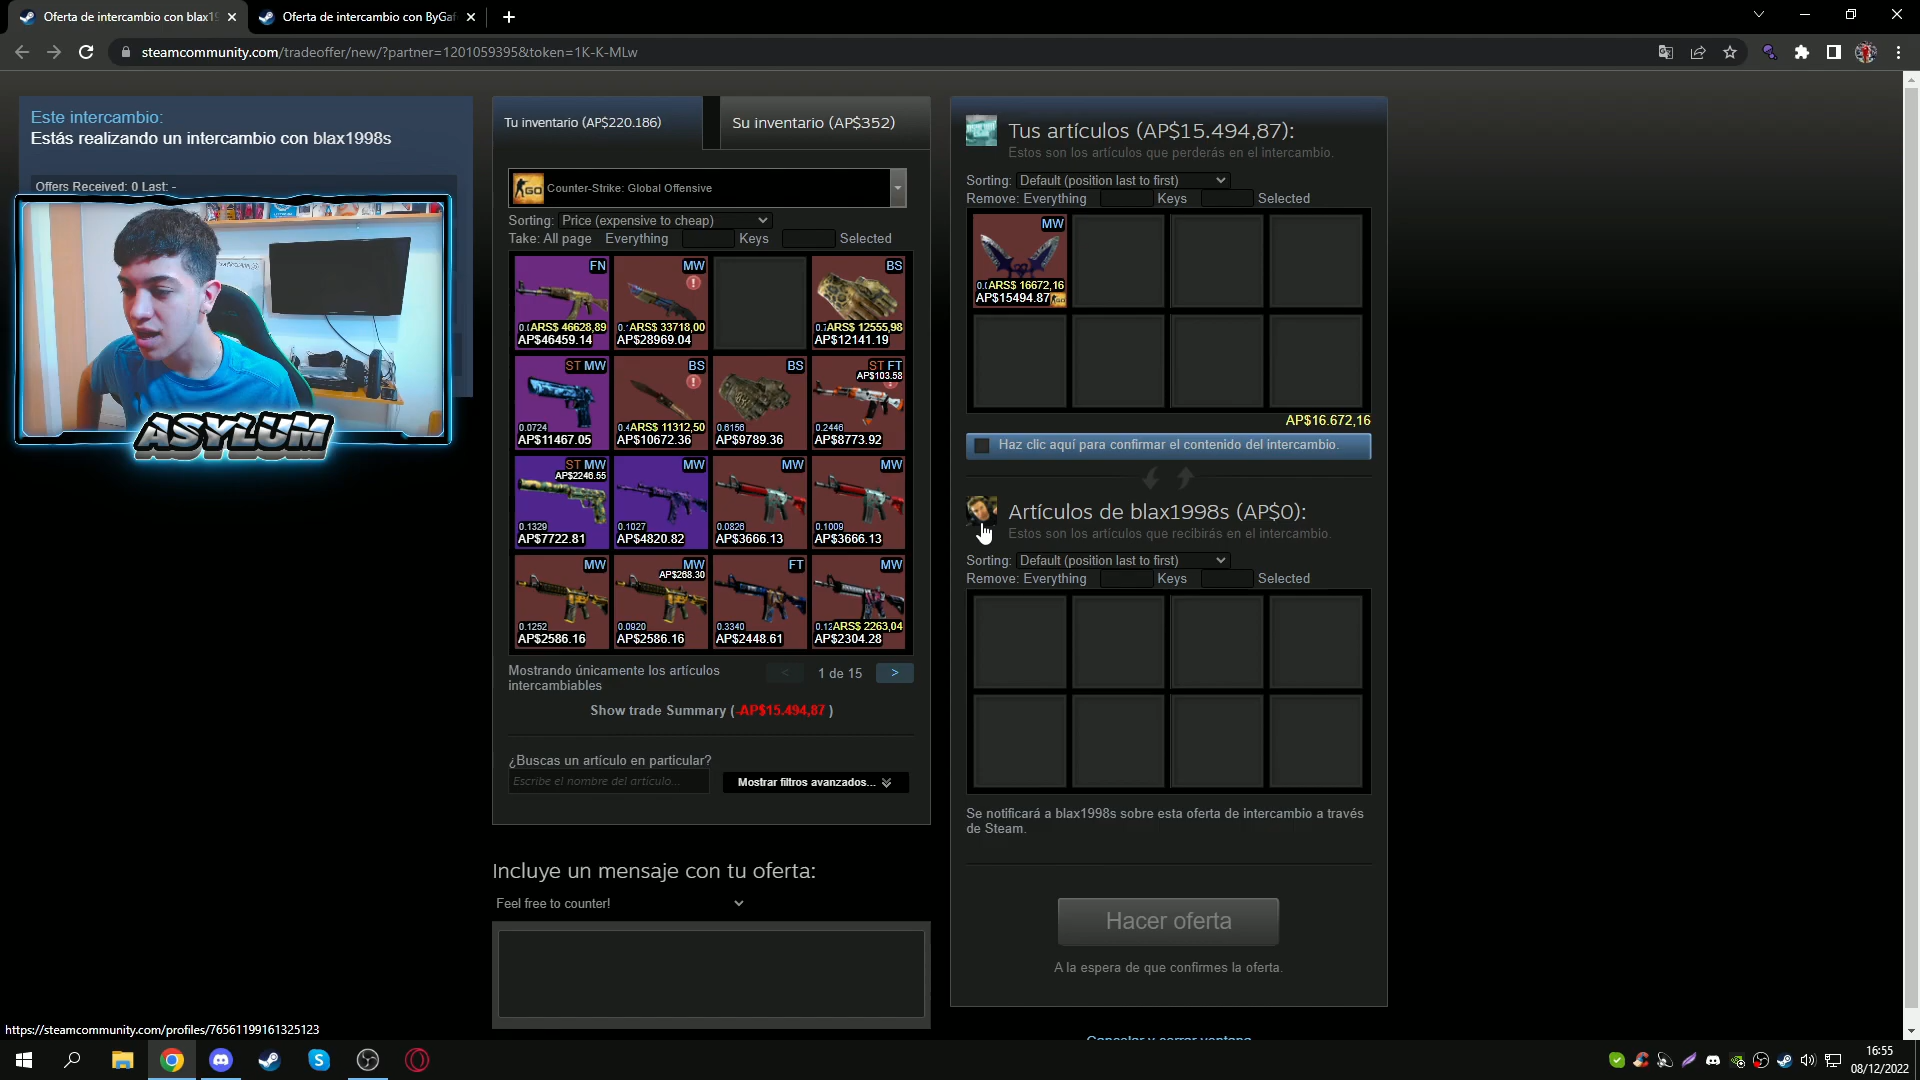 Oferta de intercambio con blax19
Oferta de intercambio con ByGaf
steamcommunity.com/tradeoffer/new/?partner=1201059395&token=1K-K-MLw
Este intercambio:
Estás realizando un intercambio con blax1998s
Offers Received: 0 Last: -
ASYLUM
Tu inventario (AP$220.186)
Su inventario (AP$352)
GO
Counter-Strike: Global Offensive
Sorting: Price (expensive to cheap)
Take: All page Everything Keys Selected
FN
ARS$ 46628,89
AP$46459.14
MW
ARS$ 33718,00
AP$28969.04
BS
ARS$ 12555,98
AP$12141.19
ST MW
0.0724
AP$11467.05
BS
ARS$ 11312,50
AP$10672.36
BS
0.6156
AP$9789.36
ST FT
AP$103.58
0.2446
AP$8773.92
ST MW
AP$2246.55
0.1329
AP$7722.81
MW
0.1027
AP$4820.82
MW
0.0826
AP$3666.13
MW
0.1009
AP$3666.13
MW
0.1252
AP$2586.16
MW
AP$268.30
0.0920
AP$2586.16
FT
0.3340
AP$2448.61
MW
ARS$ 2263,04
AP$2304.28
Mostrando únicamente los artículos
intercambiables
< 1 de 15 >
Show trade Summary (-AP$15.494,87 )
¿Buscas un artículo en particular?
Escribe el nombre del artículo...
Mostrar filtros avanzados...
Incluye un mensaje con tu oferta:
Feel free to counter!
Tus artículos (AP$15.494,87):
Estos son los artículos que perderás en el intercambio.
Sorting: Default (position last to first)
Remove: Everything Keys Selected
MW
ARS$ 16672,16
AP$15494.87
AP$16.672,16
Haz clic aquí para confirmar el contenido del intercambio.
Artículos de blax1998s (AP$0):
Estos son los artículos que recibirás en el intercambio.
Sorting: Default (position last to first)
Remove: Everything Keys Selected
Se notificará a blax1998s sobre esta oferta de intercambio a través
de Steam.
Hacer oferta
A la espera de que confirmes la oferta.
Cancelar y cerrar ventana
https://steamcommunity.com/profiles/76561199161325123
16:55
08/12/2022